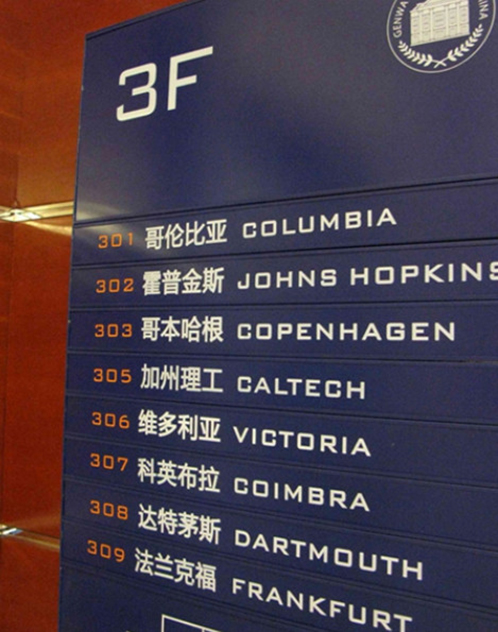 GENWA
INA
3F
301 哥伦比亚 COLUMBIA
302 霍普金斯 JOHNS HOPKINS
303 哥本哈根 COPENHAGEN
305 加州理工 CALTECH
306 维多利亚 VICTORIA
307 科英布拉 COIMBRA
308 达特茅斯 DARTMOUTH
309 法兰克福 FRANKFURT